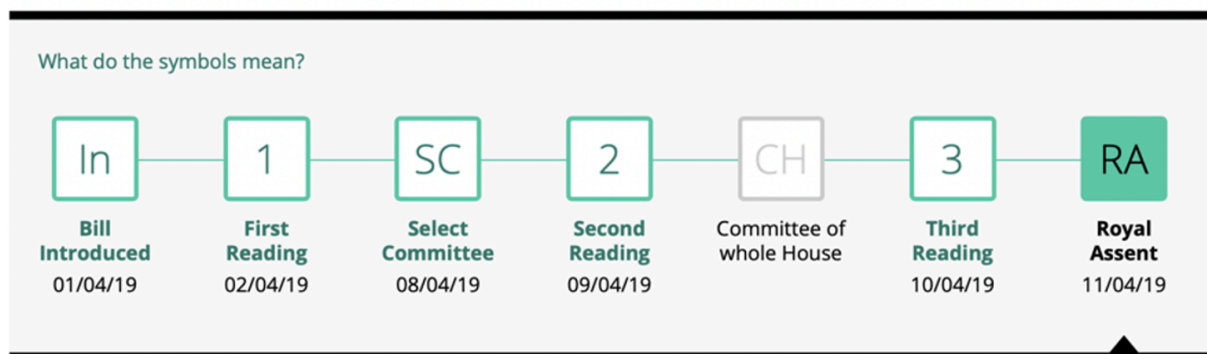 What do the symbols mean?
In 1 SC 2 CH 3 RA
Bill
Introduced
01/04/19
First
Reading
02/04/19
Select
Committee
08/04/19
Second
Reading
09/04/19
Committee of
whole House
Third
Reading
10/04/19
Royal
Assent
11/04/19